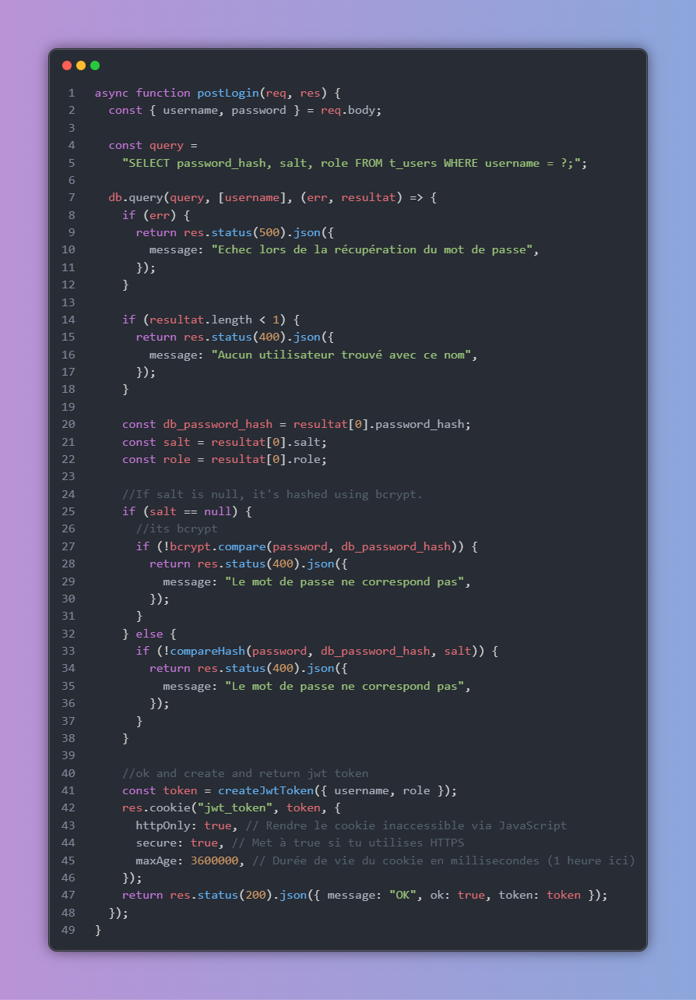 1 async function postLogin(req, res) {
2 const { username, password } = req.body;
3
4 const query =
5 "SELECT password_hash, salt, role FROM t_users WHERE username = ?;";
6
7 db.query(query, [username], (err, resultat) => {
8 if (err) {
9 return res.status(500).json({
10 message: "Echec lors de la récupération du mot de passe",
11 });
12 }
13
14 if (resultat.length < 1) {
15 return res.status(400).json({
16 message: "Aucun utilisateur trouvé avec ce nom",
17 });
18 }
19
20 const db_password_hash = resultat[0].password_hash;
21 const salt = resultat[0].salt;
22 const role = resultat[0].role;
23
24 //If salt is null, it's hashed using bcrypt.
25 if (salt == null) {
26 //its bcrypt
27 if (!bcrypt.compare(password, db_password_hash)) {
28 return res.status(400).json({
29 message: "Le mot de passe ne correspond pas",
30 });
31 }
32 } else {
33 if (!compareHash(password, db_password_hash, salt)) {
34 return res.status(400).json({
35 message: "Le mot de passe ne correspond pas",
36 });
37 }
38 }
39
40 //ok and create and return jwt token
41 const token = createJwtToken({ username, role });
42 res.cookie("jwt_token", token, {
43 httpOnly: true, // Rendre le cookie inaccessible via JavaScript
44 secure: true, // Met à true si tu utilises HTTPS
45 maxAge: 3600000, // Durée de vie du cookie en millisecondes (1 heure ici)
46 });
47 return res.status(200).json({ message: "OK", ok: true, token: token });
48 });
49 }